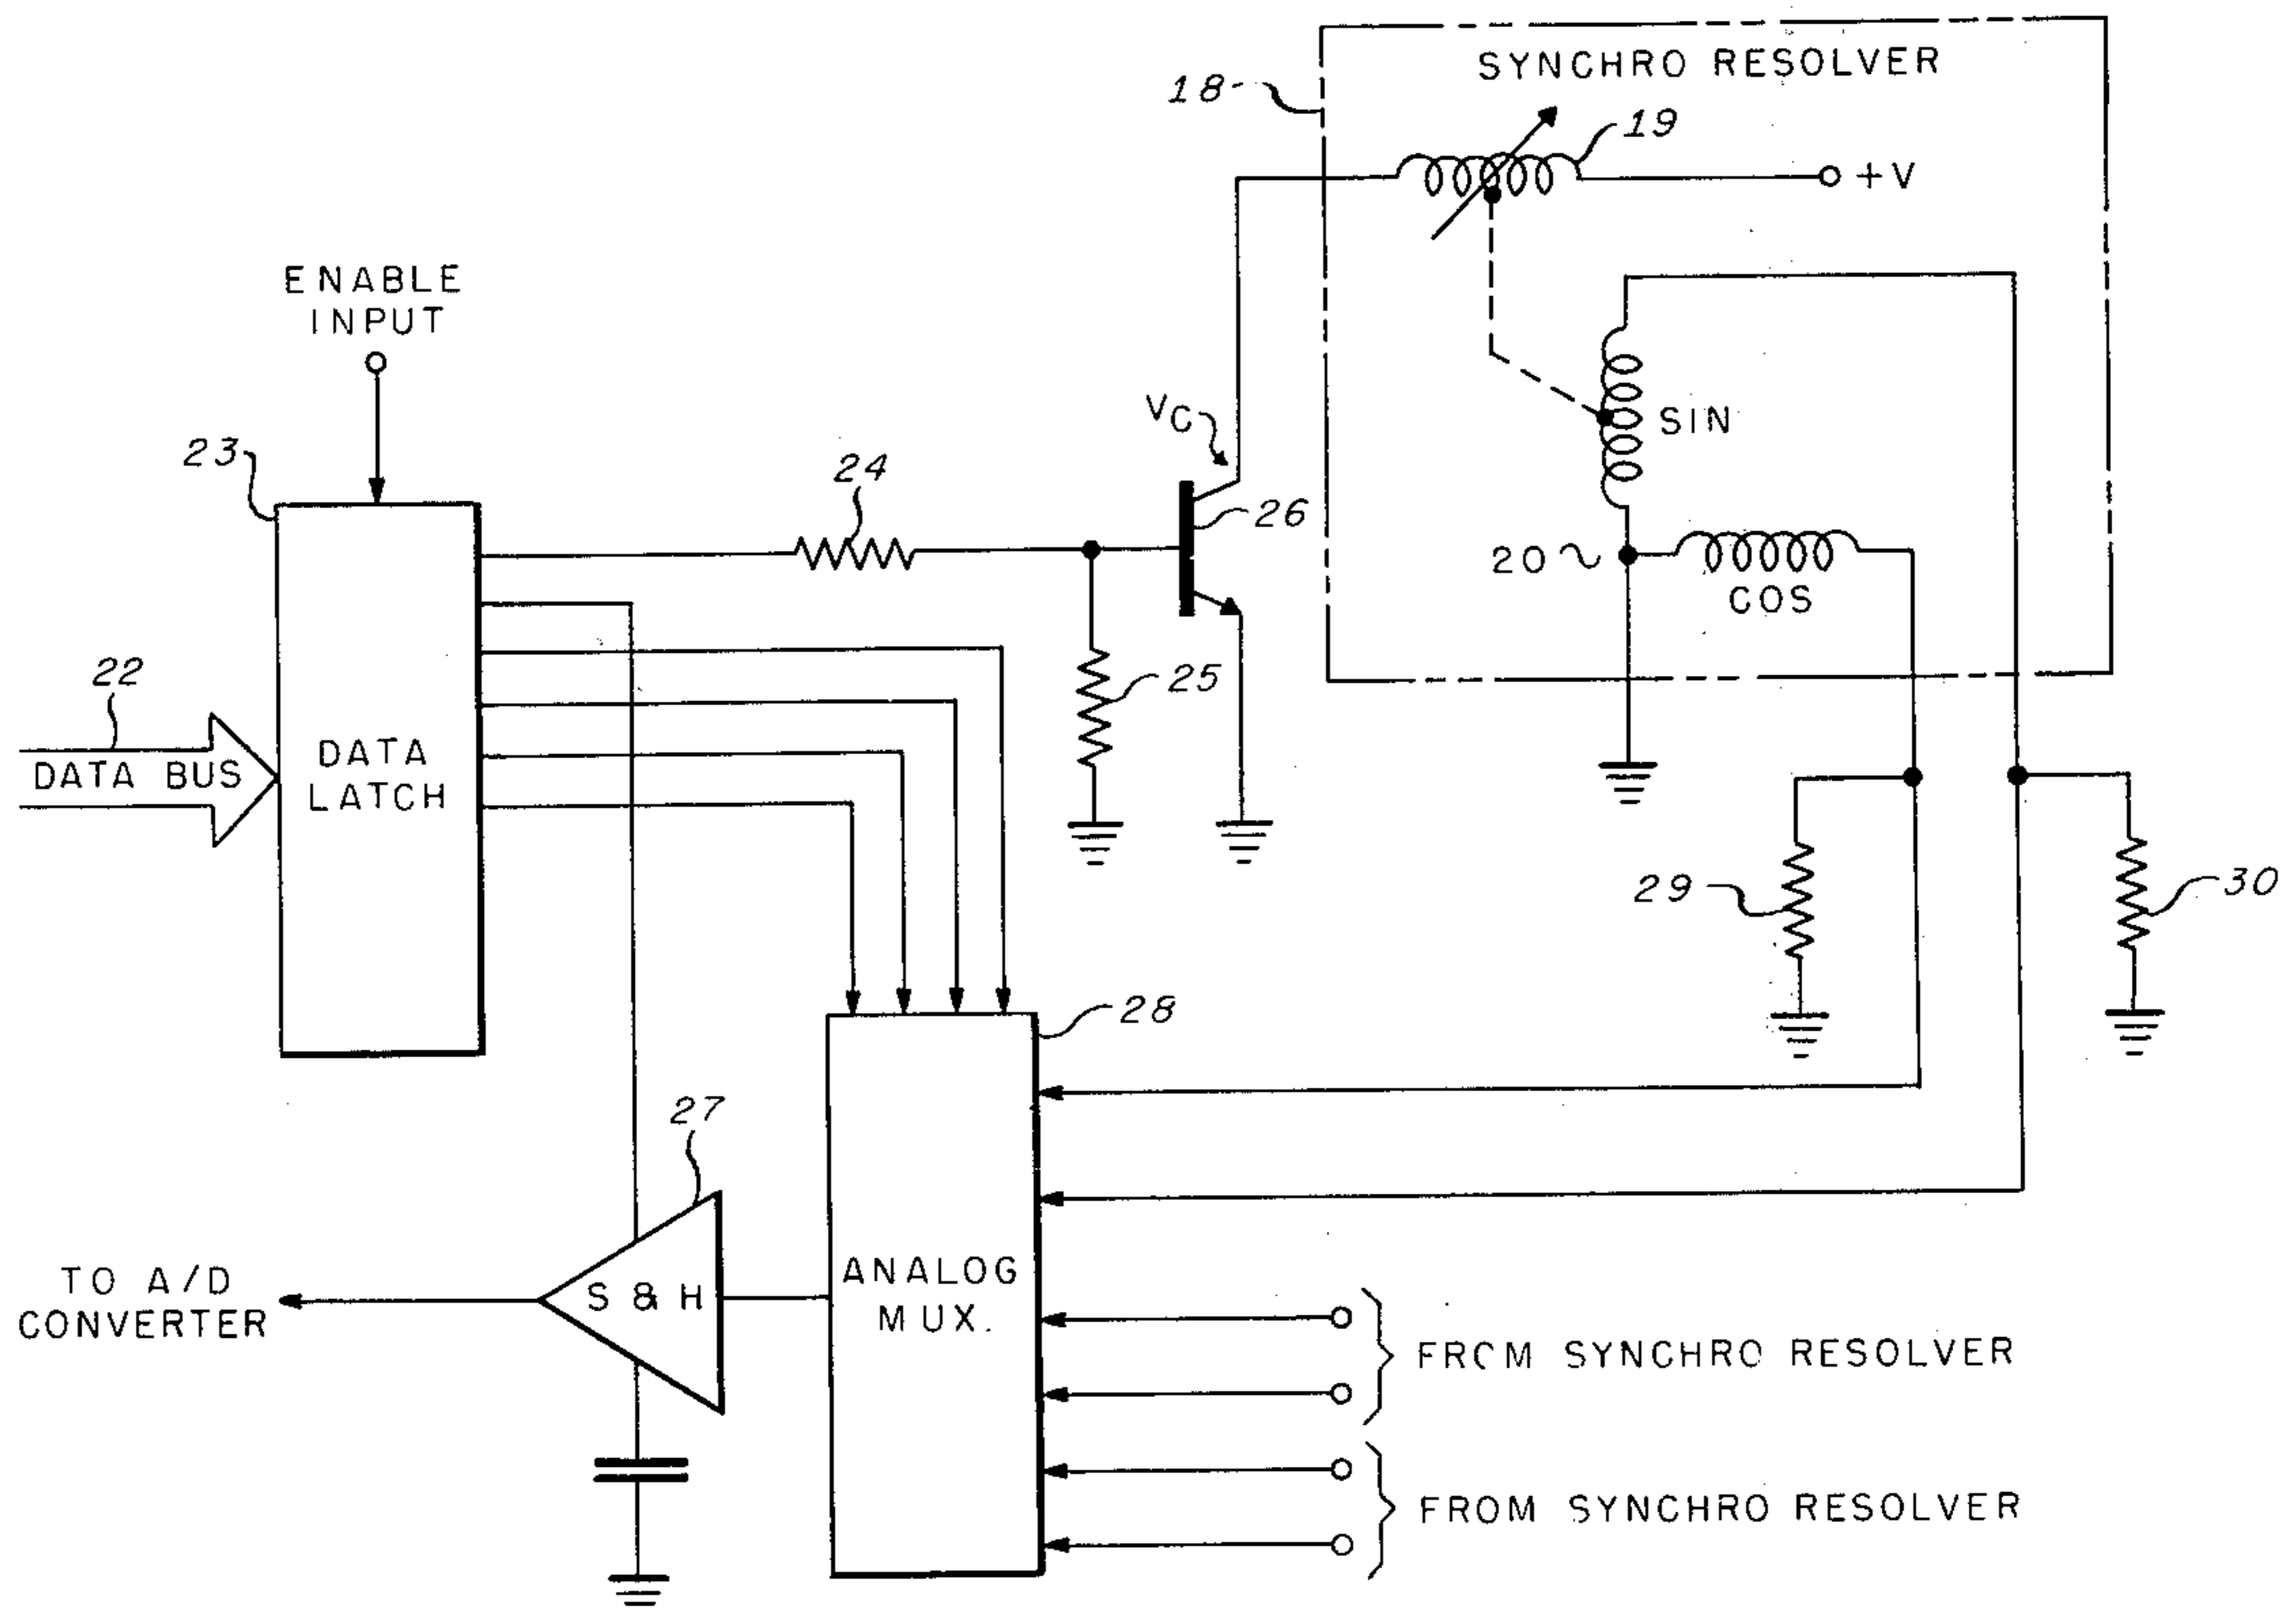 SYNCHRO RESOLVER
18
19
+V
ENABLE
INPUT
VC
SIN
23
24
26
20
COS
22
25
DATA BUS
DATA
LATCH
29
30
28
27
TO A/D
CONVERTER
S & H
ANALOG
MUX.
FROM SYNCHRO RESOLVER
FROM SYNCHRO RESOLVER